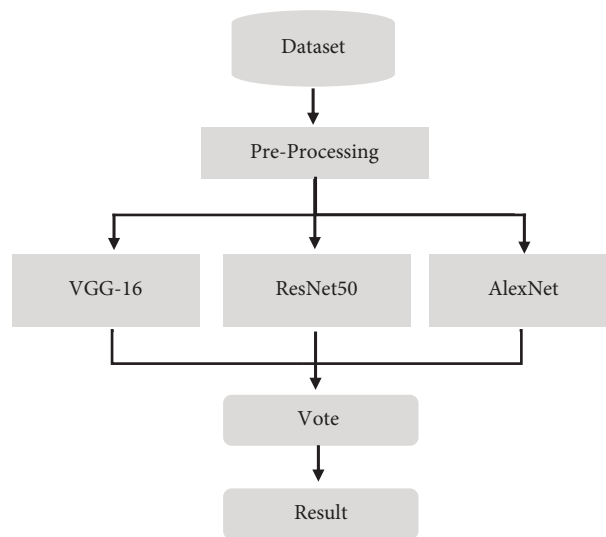 Dataset
Pre-Processing
VGG-16
ResNet50
AlexNet
Vote
Result